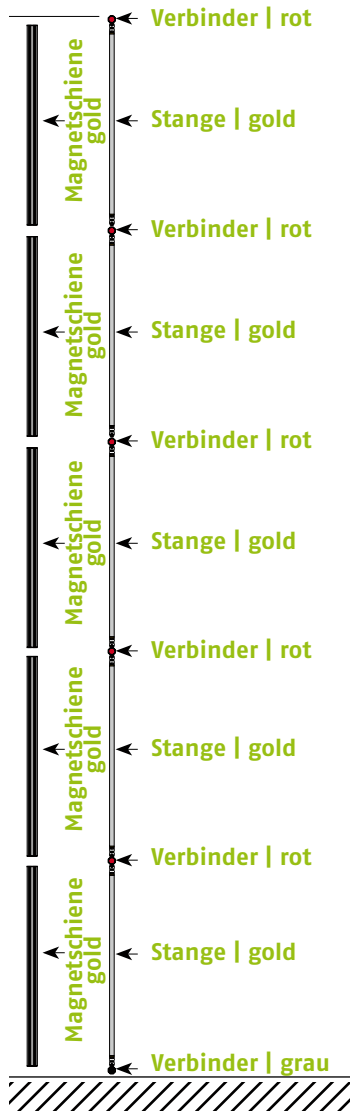 Verbinder | rot
Magnetschiene
gold
Stange | gold
Verbinder | rot
Magnetschiene
gold
Stange | gold
Verbinder | rot
Magnetschiene
gold
Stange | gold
Verbinder | rot
Magnetschiene
gold
Stange | gold
Verbinder | rot
Magnetschiene
gold
Stange | gold
Verbinder | grau